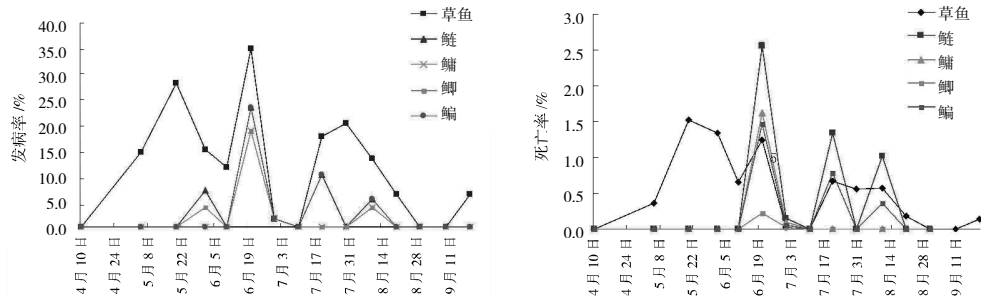 发病率/%
40.0
35.0
30.0
25.0
20.0
15.0
10.0
5.0
0.0
4月10日
4月24日
5月8日
5月22日
6月5日
6月19日
7月3日
7月17日
7月31日
8月14日
8月28日
9月11日
草鱼
鲢
鳙
鲫
鳊
死亡率/%
3.0
2.5
2.0
1.5
1.0
0.5
0.0
4月10日
4月24日
5月8日
5月22日
6月5日
6月19日
7月3日
7月17日
7月31日
8月14日
8月28日
9月11日
草鱼
鲢
鳙
鲫
鳊
5